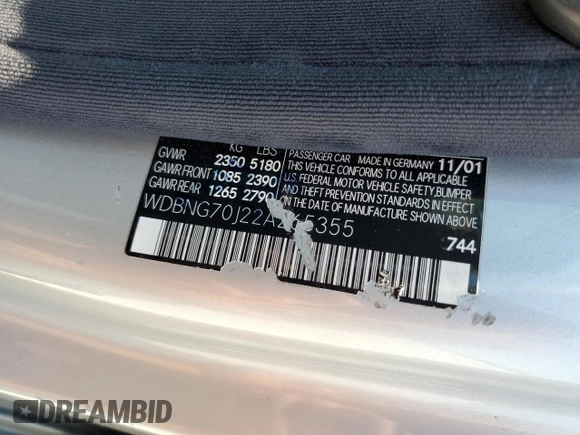 KG LBS
GVWR 2350 5180
GAWR FRONT 1085 2390
GAWR REAR 1265 2790
PASSENGER CAR MADE IN GERMANY 11/01
THIS VEHICLE CONFORMS TO ALL APPLICABLE
U.S. FEDERAL MOTOR VEHICLE SAFETY,BUMPER
AND THEFT PREVENTION STANDARDS IN EFFECT
ON THE DATE OF MANUFACTURE SHOWN ABOVE
744
DREAMBID